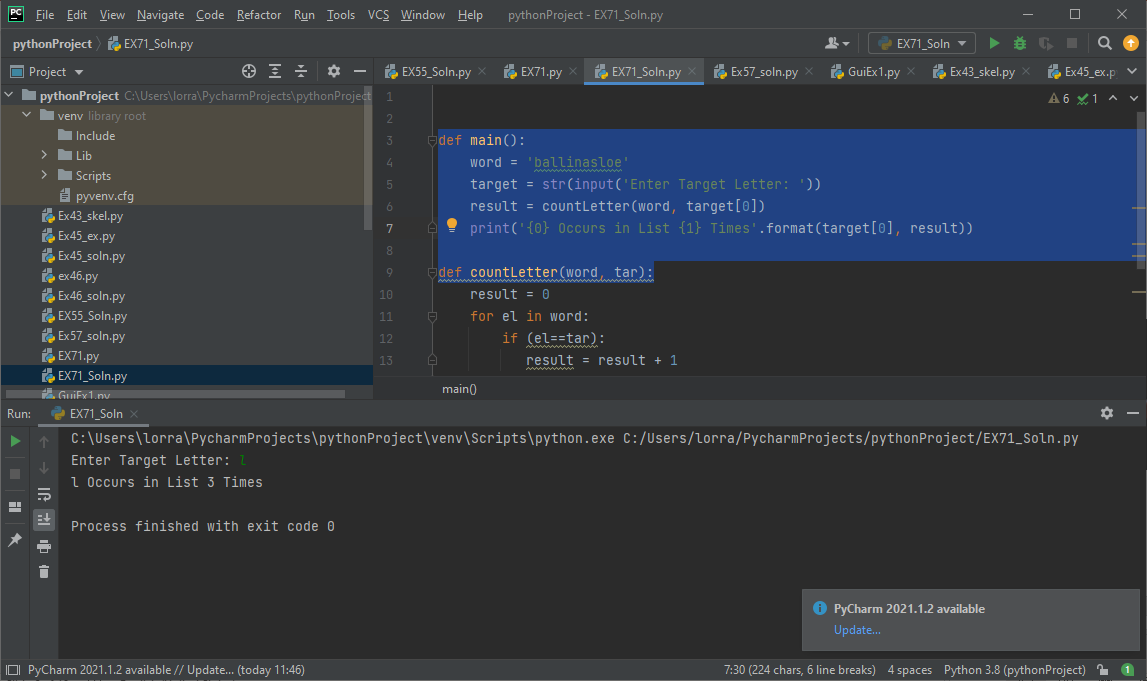 PC File Edit View Navigate Code Refactor Run Tools VCS Window Help pythonProject - EX71_Soln.py
pythonProject EX71_Soln.py EX71_Soln
Project EX55_Soln.py EX71.py EX71_Soln.py Ex57_soln.py GuiEx1.py Ex43_skel.py Ex45_ex.p
pythonProject C:\Users\lorra\PycharmProjects\pythonProject
venv library root
Include
Lib
Scripts
pyvenv.cfg
Ex43_skel.py
Ex45_ex.py
Ex45_soln.py
ex46.py
Ex46_soln.py
EX55_Soln.py
Ex57_soln.py
EX71.py
EX71_Soln.py
GuiEx1.py
6 1
1
2
3 def main():
4 word = 'ballinasloe'
5 target = str(input('Enter Target Letter: '))
6 result = countLetter(word, target[0])
7 print('{0} Occurs in List {1} Times'.format(target[0], result))
8
9 def countLetter(word, tar):
10 result = 0
11 for el in word:
12 if (el==tar):
13 result = result + 1
main()
Run: EX71_Soln
C:\Users\lorra\PycharmProjects\pythonProject\venv\Scripts\python.exe C:/Users/lorra/PycharmProjects/pythonProject/EX71_Soln.py
Enter Target Letter: l
l Occurs in List 3 Times
Process finished with exit code 0
PyCharm 2021.1.2 available
Update...
PyCharm 2021.1.2 available // Update... (today 11:46) 7:30 (224 chars, 6 line breaks) 4 spaces Python 3.8 (pythonProject) 1